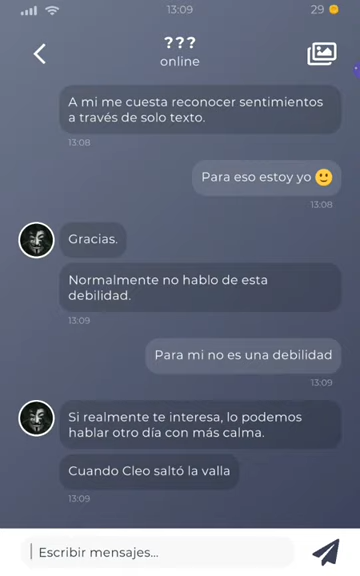 13:09
29
???
online
A mi me cuesta reconocer sentimientos
a través de solo texto.
13:08
Para eso estoy yo 🙂
13:08
Gracias.
Normalmente no hablo de esta
debilidad.
13:09
Para mi no es una debilidad
13:09
Si realmente te interesa, lo podemos
hablar otro día con más calma.
Cuando Cleo saltó la valla
13:09
Escribir mensajes...